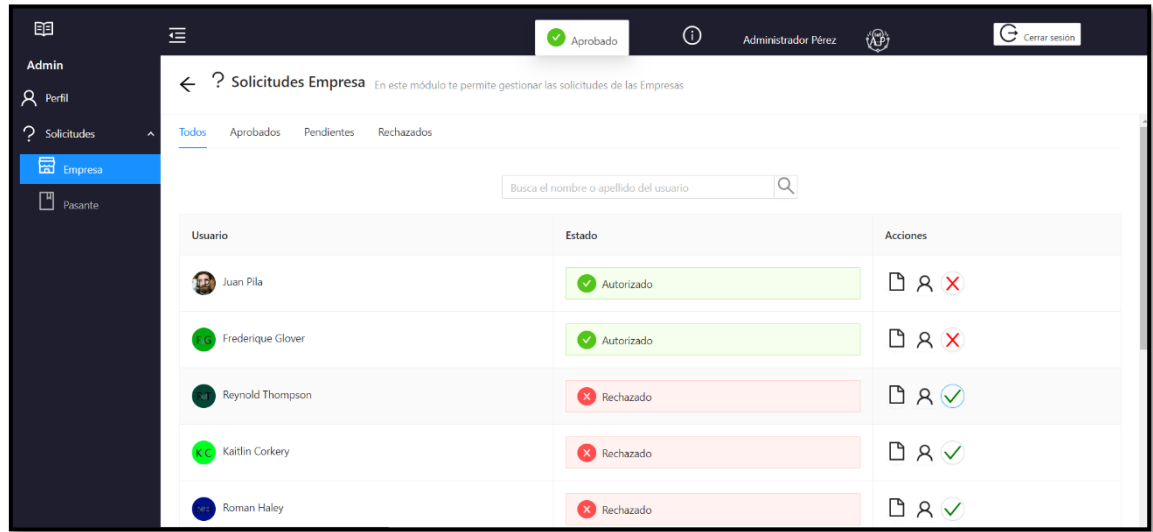 Aprobado
Administrador Pérez
Cerrar sesión
Admin
Perfil
Solicitudes
Empresa
Pasante
Solicitudes Empresa En este módulo te permite gestionar las solicitudes de las Empresas
Todos Aprobados Pendientes Rechazados
Busca el nombre o apellido del usuario
Usuario Estado Acciones
Juan Pila Autorizado
FG Frederique Glover Autorizado
Reynold Thompson Rechazado
KC Kaitlin Corkery Rechazado
Roman Haley Rechazado